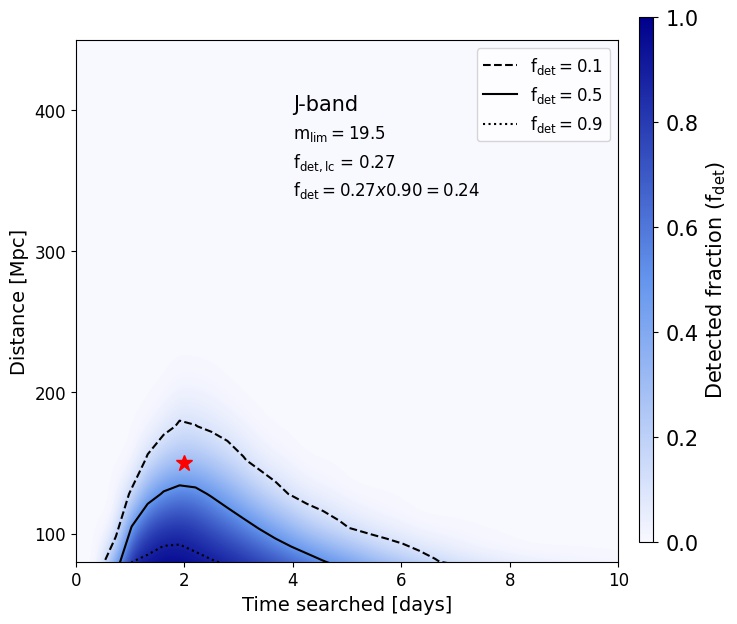 f_det = 0.1
f_det = 0.5
f_det = 0.9
J-band
m_lim = 19.5
f_det,lc = 0.27
f_det = 0.27x0.90 = 0.24
400
300
200
100
Distance [Mpc]
0
2
4
6
8
10
Time searched [days]
1.0
0.8
0.6
0.4
0.2
0.0
Detected fraction (f_det)